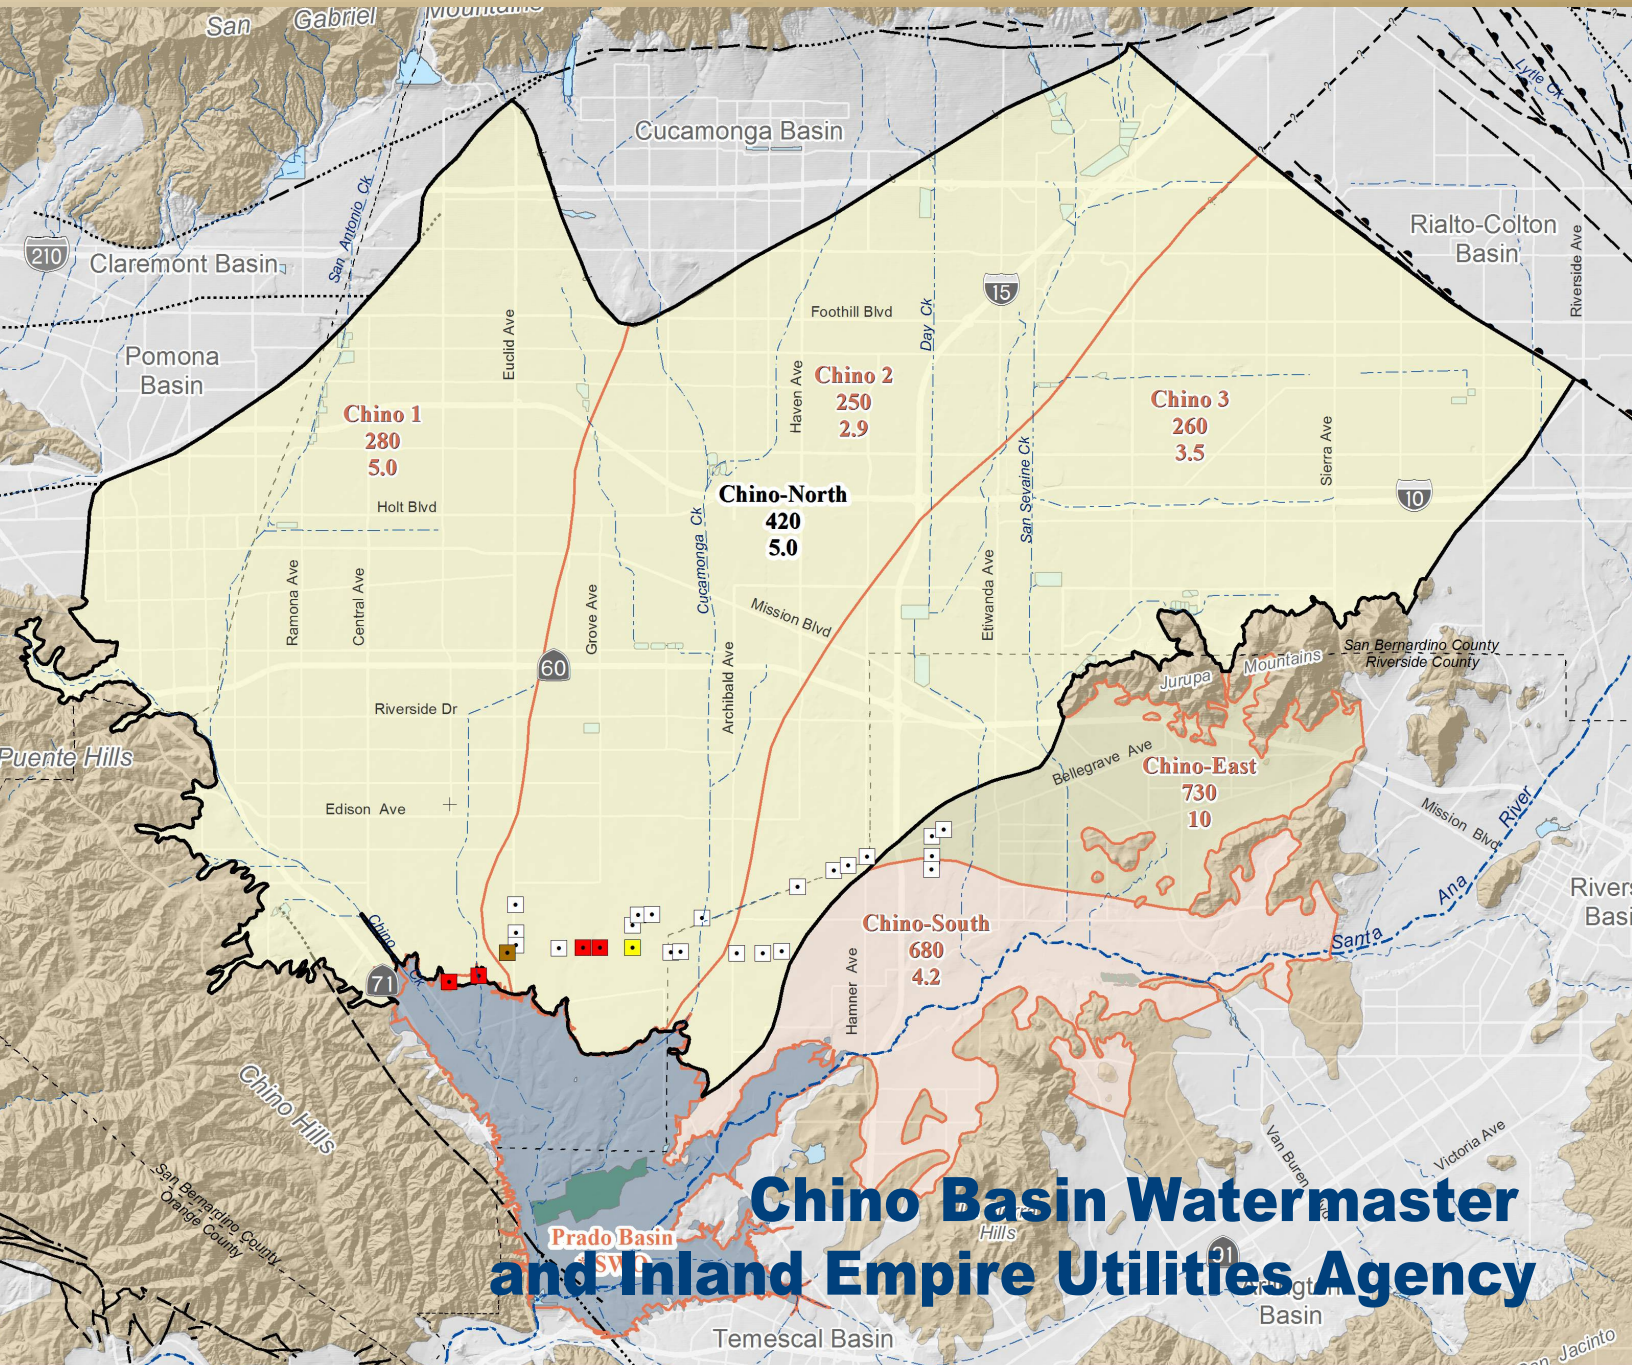 San Gabriel Mountains
Lytle Ck
Cucamonga Basin
San Antonio Ck
210
Claremont Basin
Rialto-Colton
Basin
Riverside Ave
15
Foothill Blvd
Day Ck
Euclid Ave
Pomona
Basin
Haven Ave
Chino 2
250
2.9
Chino 1
280
5.0
Chino 3
260
3.5
Sierra Ave
San Sevaine Ck
Chino-North
420
5.0
10
Holt Blvd
Cucamonga Ck
Ramona Ave
Central Ave
Grove Ave
Mission Blvd
Etiwanda Ave
Archibald Ave
60
San Bernardino County
Riverside County
Jurupa Mountains
Riverside Dr
Puente Hills
Bellegrave Ave
Chino-East
730
10
Edison Ave
Mission Blvd
River
Ana
Santa
Chino
Ck
Chino-South
680
4.2
Hamner Ave
71
Chino Hills
San Bernardino County
Orange County
Van Buren
Victoria Ave
Chino Basin Watermaster
Hills
Prado Basin
and Inland Empire Utilities Agency
Basin
Temescal Basin
Jacinto